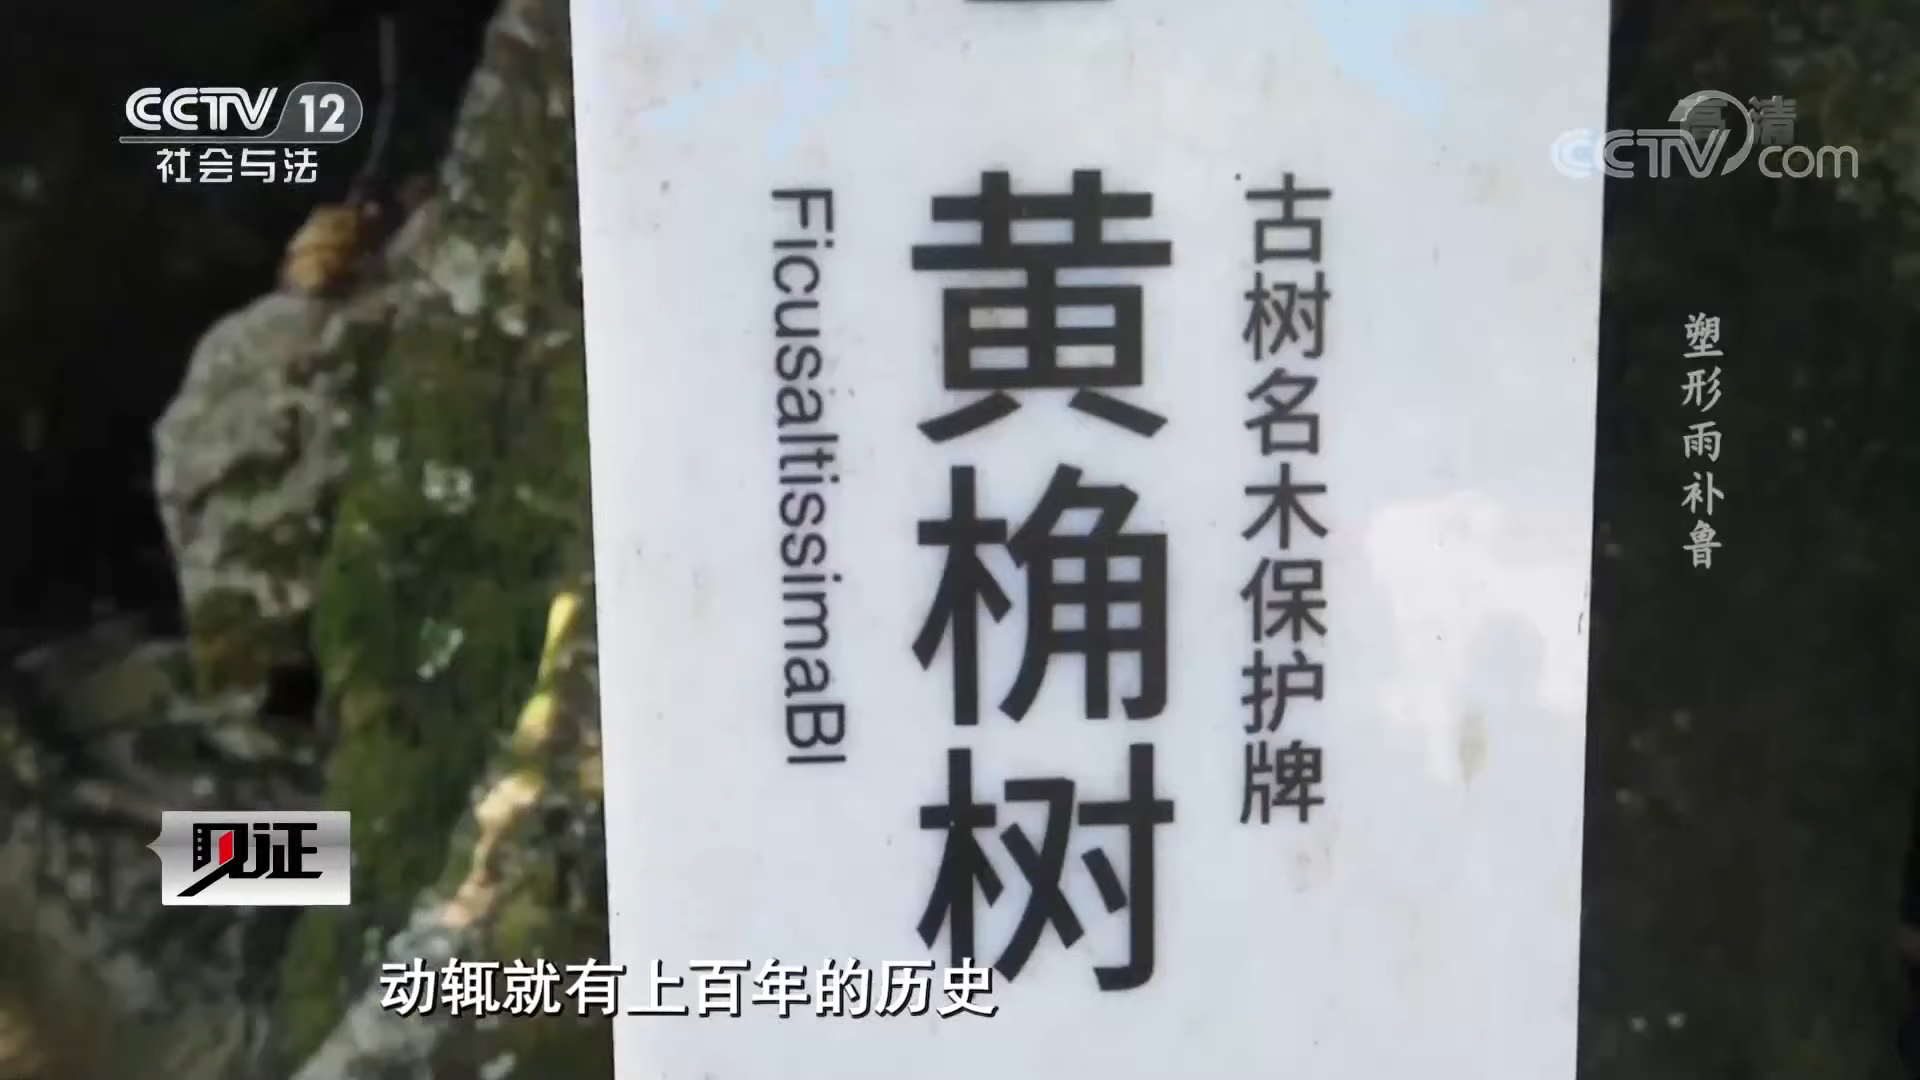 CCTV 12
社会与法
高清
CCTV com
古树名木保护牌
黄桷树
FicusaltissimaBl
塑形雨补鲁
见证
动辄就有上百年的历史